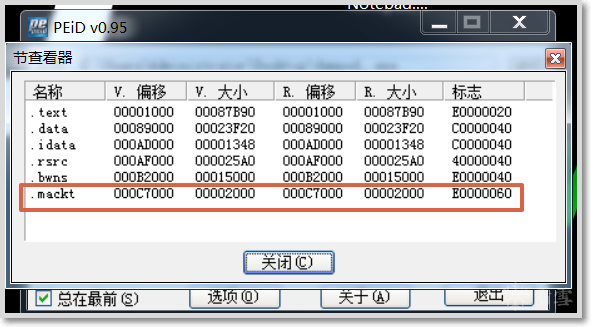 Notebad....
PEiD v0.95
节查看器
名称 V. 偏移 V. 大小 R. 偏移 R. 大小 标志
.text 00001000 00087B90 00001000 00087B90 E0000020
.data 00089000 00023F20 00089000 00023F20 C0000040
.idata 000AD000 00001348 000AD000 00001348 C0000040
.rsrc 000AF000 000025A0 000AF000 000025A0 40000040
.bwns 000B2000 00015000 000B2000 00015000 E0000040
.mackt 000C7000 00002000 000C7000 00002000 E0000060
关闭(C)
总在最前(S) 选项(O) 关于(A) 退出